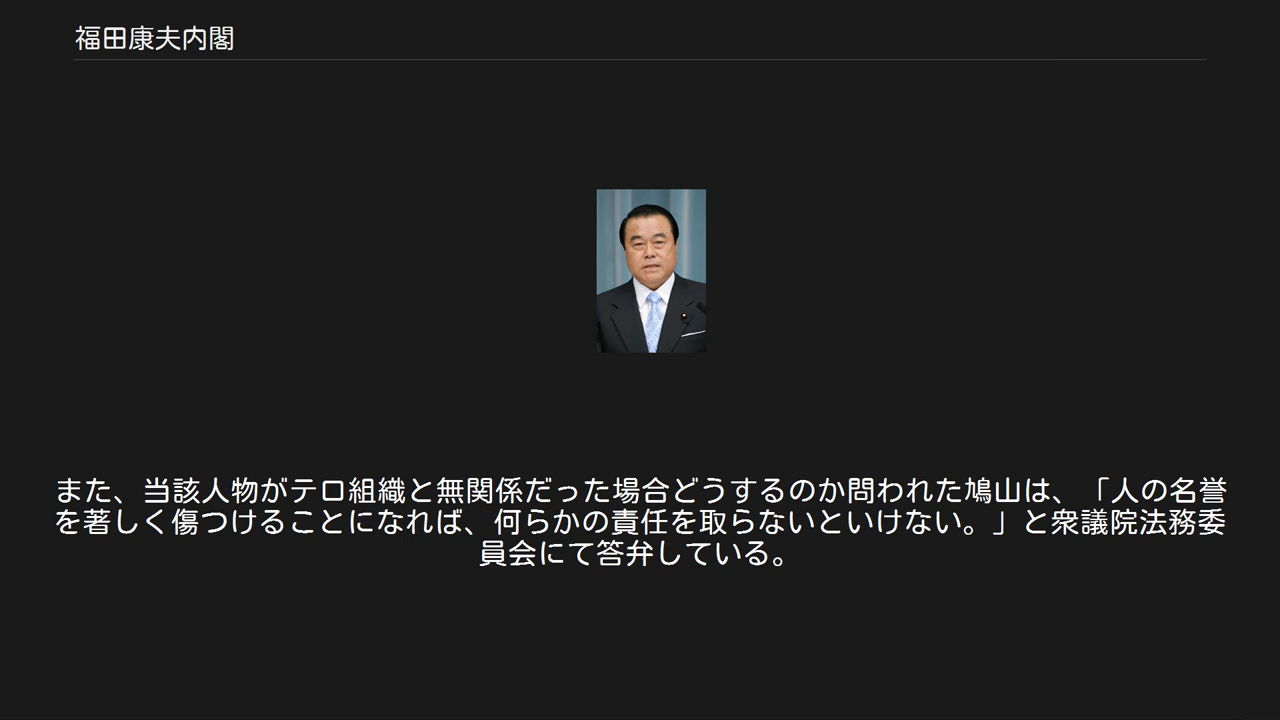 福田康夫内閣
また、当該人物がテロ組織と無関係だった場合どうするのか問われた鳩山は、「人の名誉
を著しく傷つけることになれば、何らかの責任を取らないといけない。」と衆議院法務委
員会にて答弁している。